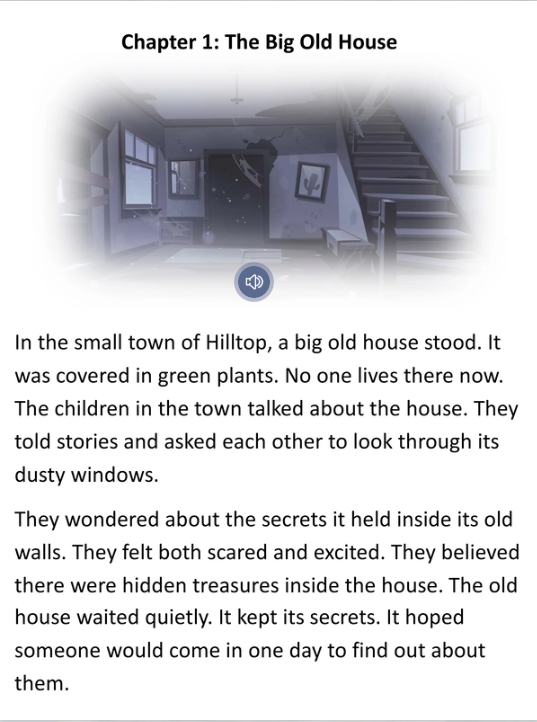 Chapter 1: The Big Old House
In the small town of Hilltop, a big old house stood. It
was covered in green plants. No one lives there now.
The children in the town talked about the house. They
told stories and asked each other to look through its
dusty windows.
They wondered about the secrets it held inside its old
walls. They felt both scared and excited. They believed
there were hidden treasures inside the house. The old
house waited quietly. It kept its secrets. It hoped
someone would come in one day to find out about
them.